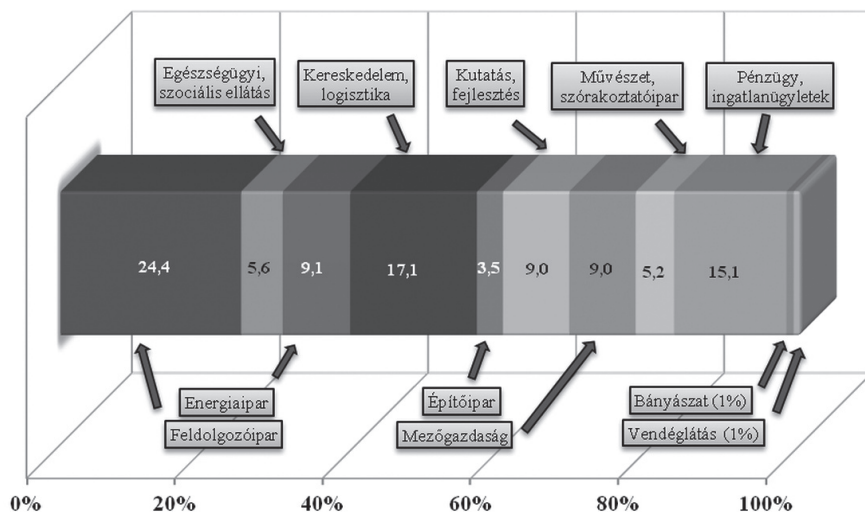 Egészségügyi,
szociális ellátás
Kereskedelem,
logisztika
Kutatás,
fejlesztés
Művészet,
szórakoztatóipar
Pénzügy,
ingatlanügyletek
24,4
5,6
9,1
17,1
3,5
9,0
9,0
5,2
15,1
Energiaipar
Feldolgozóipar
Építőipar
Mezőgazdaság
Bányászat (1%)
Vendéglátás (1%)
0%
20%
40%
60%
80%
100%